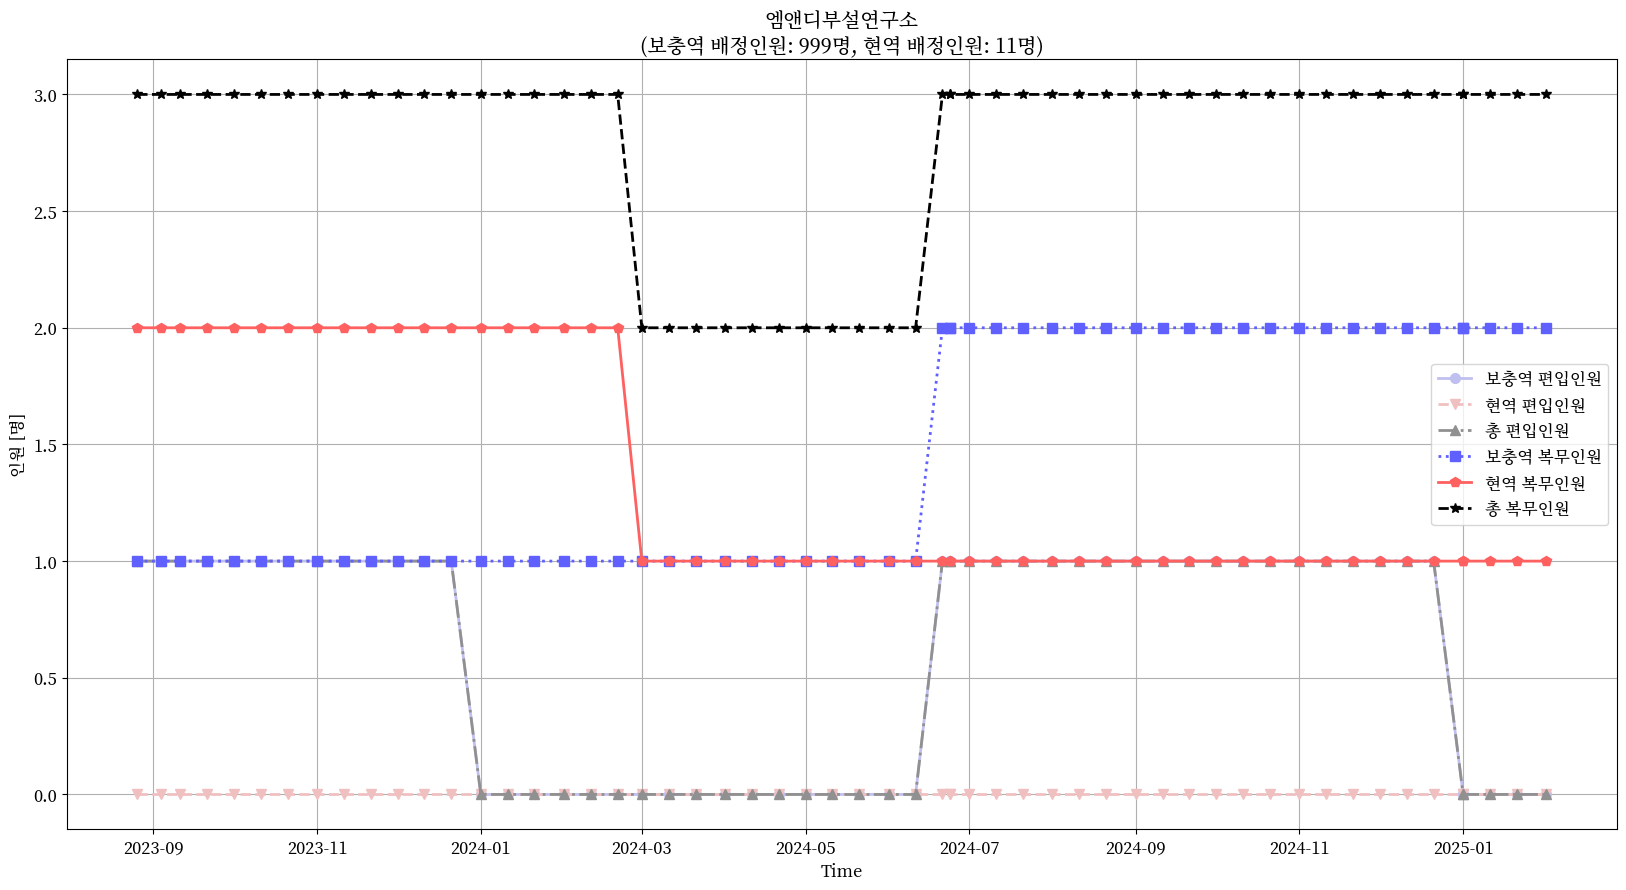 엠앤디부설연구소
(보충역 배정인원: 999명, 현역 배정인원: 11명)
3.0
2.5
2.0
1.5
1.0
0.5
0.0
인원 [명]
보충역 편입인원
현역 편입인원
총 편입인원
보충역 복무인원
현역 복무인원
총 복무인원
2023-09
2023-11
2024-01
2024-03
2024-05
2024-07
2024-09
2024-11
2025-01
Time